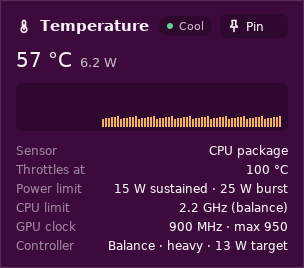 Temperature
Cool
Pin
57 °C 6.2 W
Sensor CPU package
Throttles at 100 °C
Power limit 15 W sustained · 25 W burst
CPU limit 2.2 GHz (balance)
GPU clock 900 MHz · max 950
Controller Balance · heavy · 13 W target